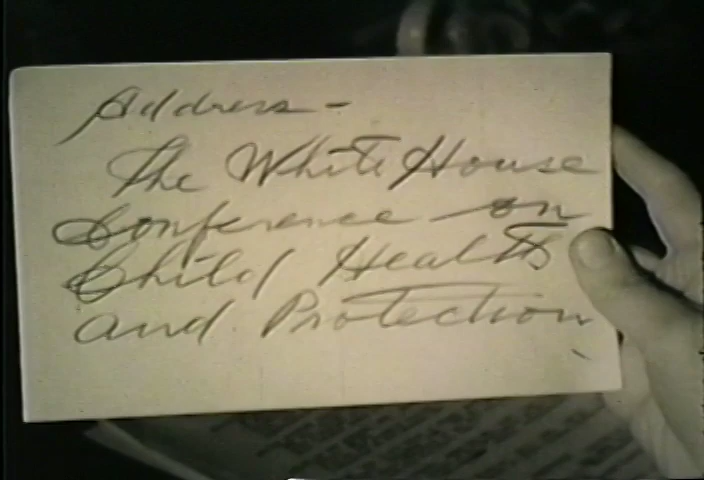 Address -
The White House
Conference on
Child Health
and Protection